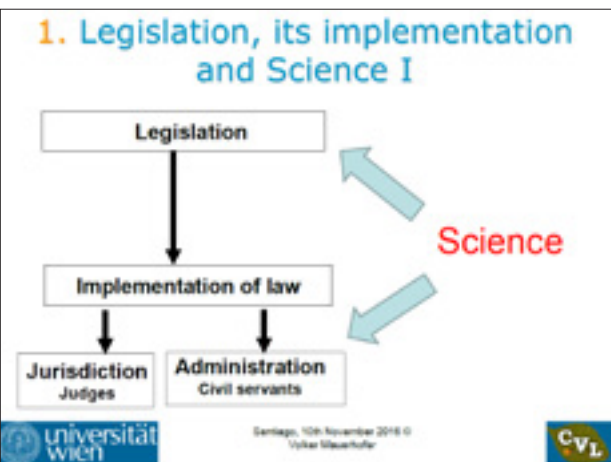 1. Legislation, its implementation
and Science I
Legislation
Science
Implementation of law
Jurisdiction
Judges
Administration
Civil servants
universität
wien
Santiago, 10th November 2016 ©
Volker Mauerhofer
CVL